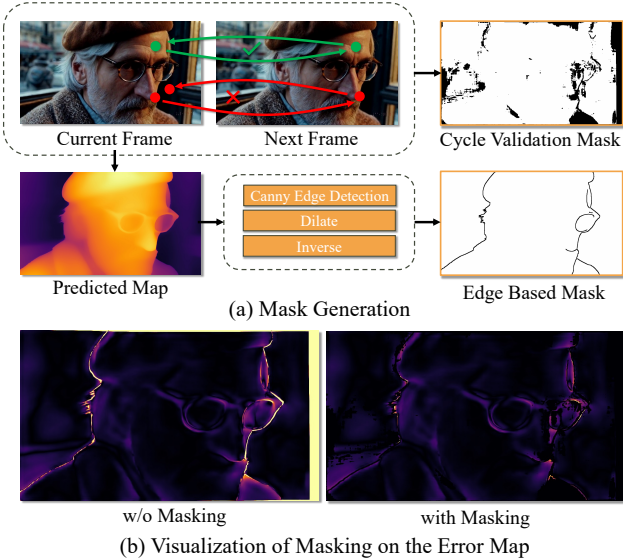 Current Frame
Next Frame
Cycle Validation Mask
Canny Edge Detection
Dilate
Inverse
Predicted Map
Edge Based Mask
(a) Mask Generation
w/o Masking
with Masking
(b) Visualization of Masking on the Error Map